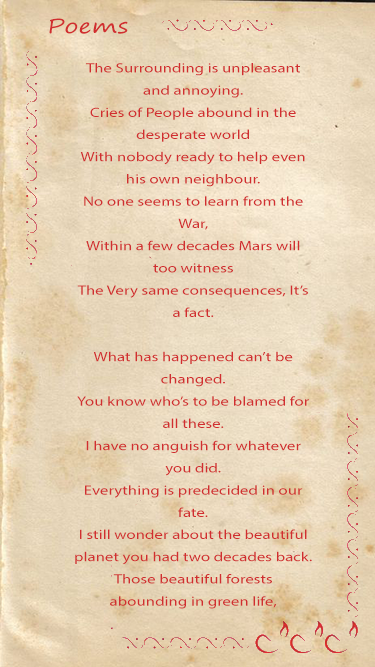 Poems
The Surrounding is unpleasant
and annoying.
Cries of People abound in the
desperate world
With nobody ready to help even
his own neighbour.
No one seems to learn from the
War,
Within a few decades Mars will
too witness
The Very same consequences, It's
a fact.
What has happened can't be
changed.
You know who's to be blamed for
all these.
I have no anguish for whatever
you did.
Everything is predecided in our
fate.
I still wonder about the beautiful
planet you had two decades back.
Those beautiful forests
abounding in green life,